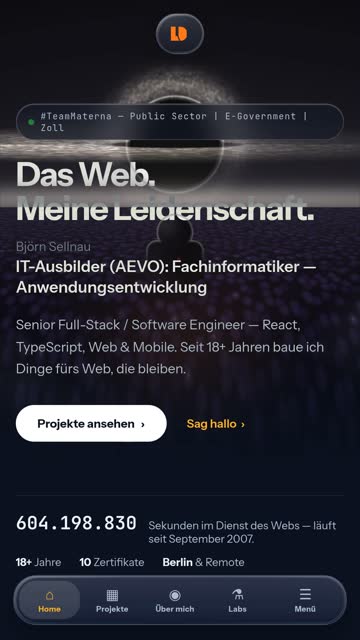 #TeamMaterna — Public Sector | E-Government |
Zoll
Das Web.
Meine Leidenschaft.
Björn Sellnau
IT-Ausbilder (AEVO): Fachinformatiker —
Anwendungsentwicklung
Senior Full-Stack / Software Engineer — React,
TypeScript, Web & Mobile. Seit 18+ Jahren baue ich
Dinge fürs Web, die bleiben.
Projekte ansehen › Sag hallo ›
604.198.830 Sekunden im Dienst des Webs — läuft
seit September 2007.
18+ Jahre 10 Zertifikate Berlin & Remote
Home Projekte Über mich Labs Menü